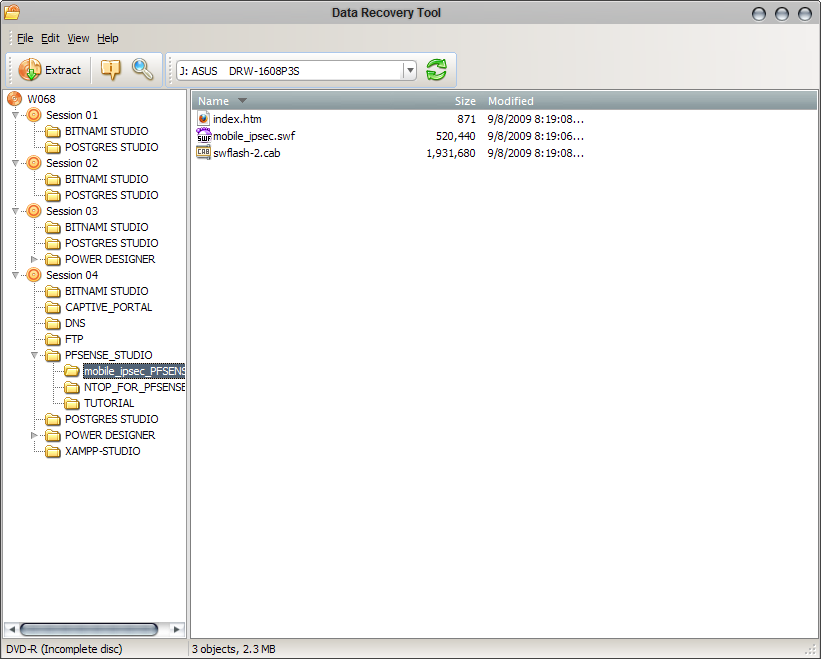 Data Recovery Tool
File Edit View Help
Extract J: ASUS DRW-1608P3S
W068
Session 01
BITNAMI STUDIO
POSTGRES STUDIO
Session 02
BITNAMI STUDIO
POSTGRES STUDIO
Session 03
BITNAMI STUDIO
POSTGRES STUDIO
POWER DESIGNER
Session 04
BITNAMI STUDIO
CAPTIVE_PORTAL
DNS
FTP
PFSENSE_STUDIO
mobile_ipsec_PFSENS
NTOP_FOR_PFSENSE
TUTORIAL
POSTGRES STUDIO
POWER DESIGNER
XAMPP-STUDIO
Name Size Modified
index.htm 871 9/8/2009 8:19:08...
mobile_ipsec.swf 520,440 9/8/2009 8:19:06...
swflash-2.cab 1,931,680 9/8/2009 8:19:08...
DVD-R (Incomplete disc) 3 objects, 2.3 MB